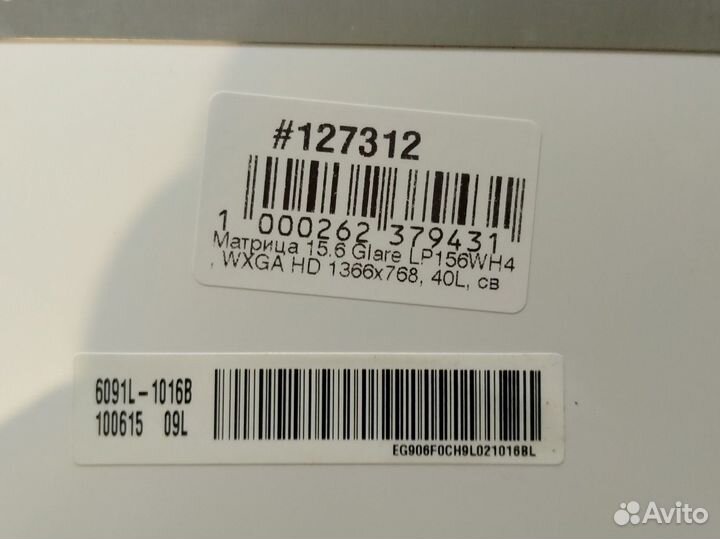 #127312
1 000262 379431
Матрица 15.6 Glare LP156WH4
, WXGA HD 1366x768, 40L, св
6091L-1016B
100615 09L
EG906F0CH9L021016BL
Avito